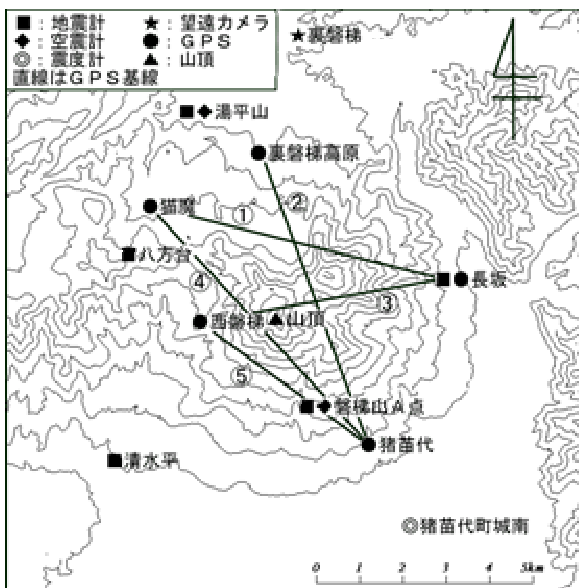 ■：地震計 ★：望遠カメラ
◆：空震計 ●：GPS
◎：震度計 ▲：山頂
直線はGPS基線
★裏磐梯
■◆湯平山
●裏磐梯高原
②
●猫魔
①
■八方台
④
■●長坂
③
●西磐梯
▲山頂
⑤
■◆磐梯山A点
●猪苗代
■清水平
◎猪苗代町城南
0 1 2 3 4 5km